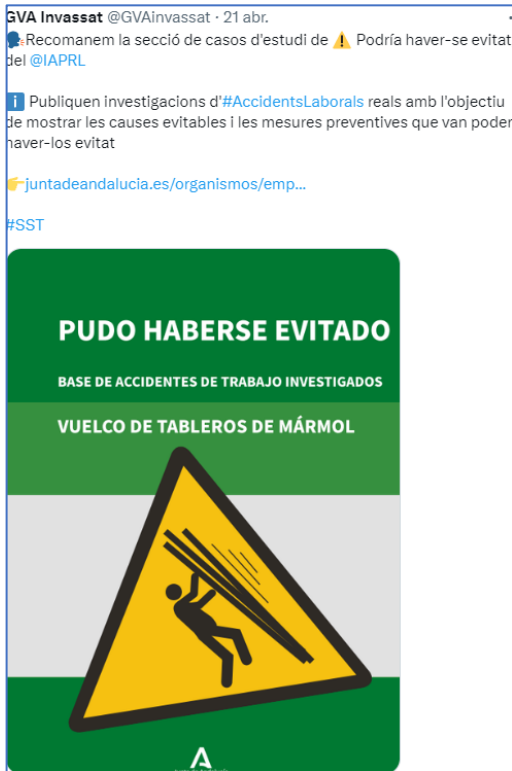 GVA Invassat @GVAinvassat · 21 abr.
Recomanem la secció de casos d'estudi de ⚠ Podría haver-se evitat
del @IAPRL
ℹ Publiquen investigacions d'#AccidentsLaborals reals amb l'objectiu
de mostrar les causes evitables i les mesures preventives que van poder
haver-los evitat
👉juntadeandalucia.es/organismos/emp...
#SST
PUDO HABERSE EVITADO
BASE DE ACCIDENTES DE TRABAJO INVESTIGADOS
VUELCO DE TABLEROS DE MÁRMOL